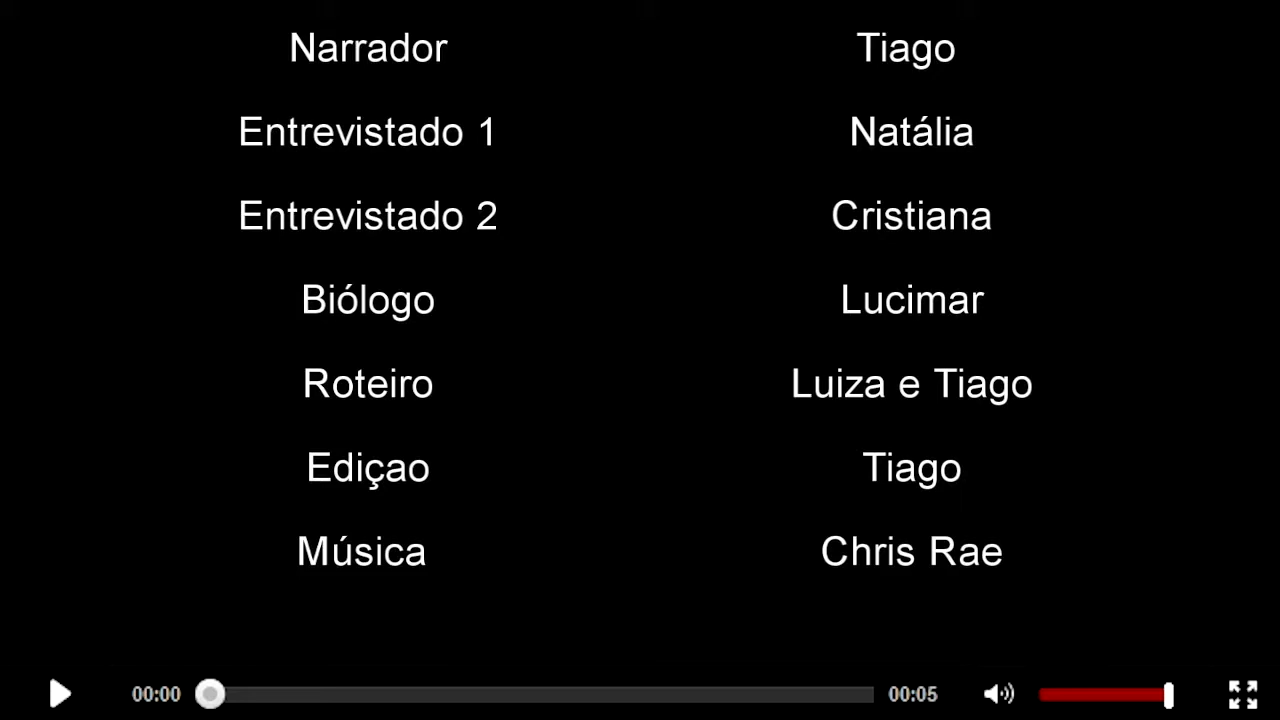 Narrador Tiago
Entrevistado 1 Natália
Entrevistado 2 Cristiana
Biólogo Lucimar
Roteiro Luiza e Tiago
Ediçao Tiago
Música Chris Rae
00:00 00:05